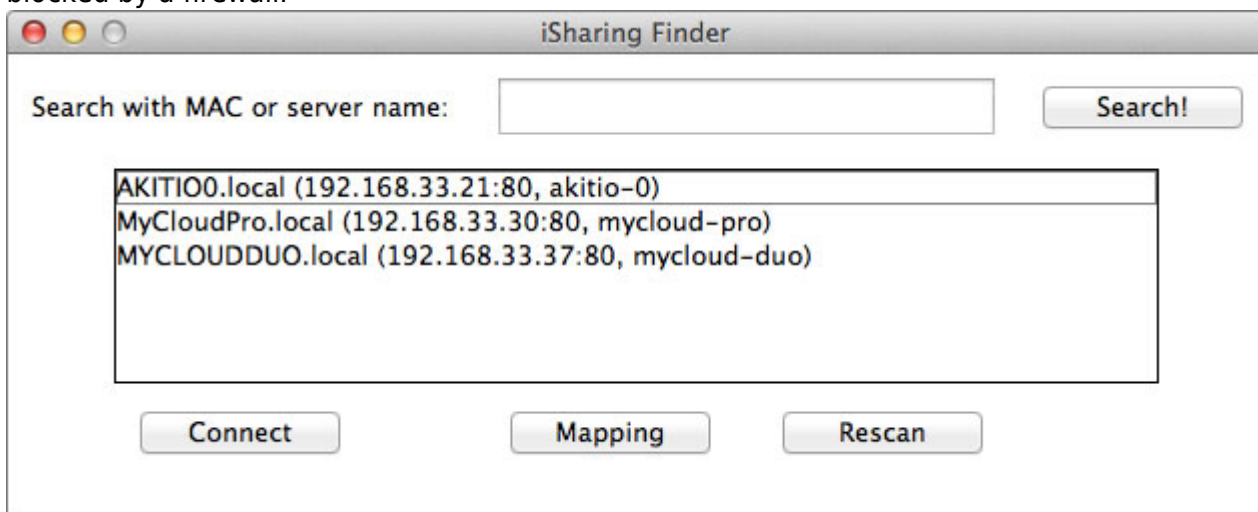 blocked by a firewall.
iSharing Finder
Search with MAC or server name:
Search!
AKITIO0.local (192.168.33.21:80, akitio-0)
MyCloudPro.local (192.168.33.30:80, mycloud-pro)
MYCLOUDDUO.local (192.168.33.37:80, mycloud-duo)
Connect Mapping Rescan